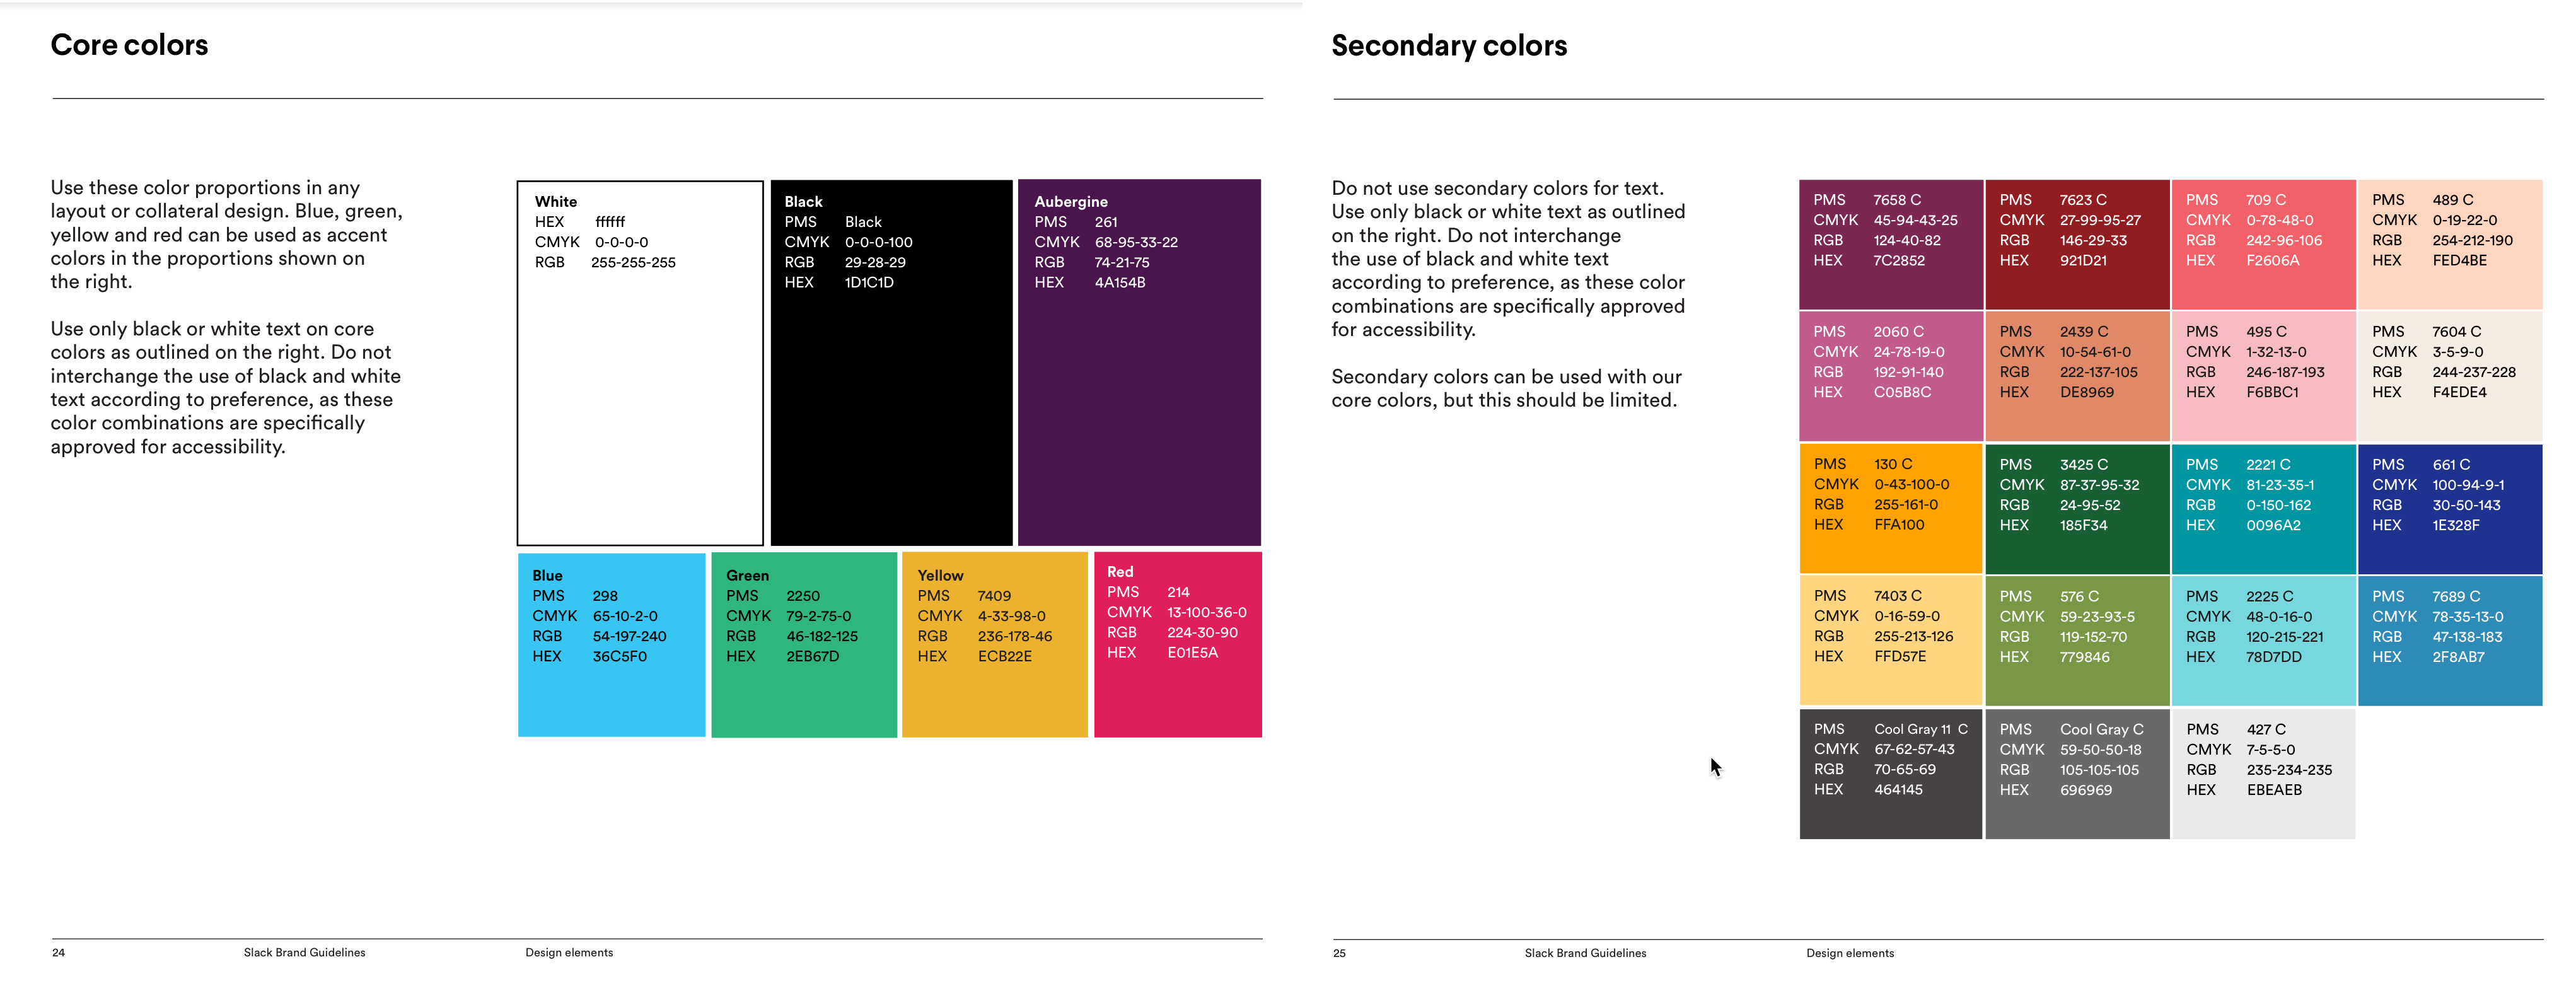 Core colors
Use these color proportions in any
layout or collateral design. Blue, green,
yellow and red can be used as accent
colors in the proportions shown on
the right.
Use only black or white text on core
colors as outlined on the right. Do not
interchange the use of black and white
text according to preference, as these
color combinations are specifically
approved for accessibility.
White
HEX ffffff
CMYK 0-0-0-0
RGB 255-255-255
Black
PMS Black
CMYK 0-0-0-100
RGB 29-28-29
HEX 1D1C1D
Aubergine
PMS 261
CMYK 68-95-33-22
RGB 74-21-75
HEX 4A154B
Blue
PMS 298
CMYK 65-10-2-0
RGB 54-197-240
HEX 36C5F0
Green
PMS 2250
CMYK 79-2-75-0
RGB 46-182-125
HEX 2EB67D
Yellow
PMS 7409
CMYK 4-33-98-0
RGB 236-178-46
HEX ECB22E
Red
PMS 214
CMYK 13-100-36-0
RGB 224-30-90
HEX E01E5A
24 Slack Brand Guidelines Design elements
Secondary colors
Do not use secondary colors for text.
Use only black or white text as outlined
on the right. Do not interchange
the use of black and white text
according to preference, as these color
combinations are specifically approved
for accessibility.
Secondary colors can be used with our
core colors, but this should be limited.
PMS 7658 C
CMYK 45-94-43-25
RGB 124-40-82
HEX 7C2852
PMS 7623 C
CMYK 27-99-95-27
RGB 146-29-33
HEX 921D21
PMS 709 C
CMYK 0-78-48-0
RGB 242-96-106
HEX F2606A
PMS 489 C
CMYK 0-19-22-0
RGB 254-212-190
HEX FED4BE
PMS 2060 C
CMYK 24-78-19-0
RGB 192-91-140
HEX C05B8C
PMS 2439 C
CMYK 10-54-61-0
RGB 222-137-105
HEX DE8969
PMS 495 C
CMYK 1-32-13-0
RGB 246-187-193
HEX F6BBC1
PMS 7604 C
CMYK 3-5-9-0
RGB 244-237-228
HEX F4EDE4
PMS 130 C
CMYK 0-43-100-0
RGB 255-161-0
HEX FFA100
PMS 3425 C
CMYK 87-37-95-32
RGB 24-95-52
HEX 185F34
PMS 2221 C
CMYK 81-23-35-1
RGB 0-150-162
HEX 0096A2
PMS 661 C
CMYK 100-94-9-1
RGB 30-50-143
HEX 1E328F
PMS 7403 C
CMYK 0-16-59-0
RGB 255-213-126
HEX FFD57E
PMS 576 C
CMYK 59-23-93-5
RGB 119-152-70
HEX 779846
PMS 2225 C
CMYK 48-0-16-0
RGB 120-215-221
HEX 78D7DD
PMS 7689 C
CMYK 78-35-13-0
RGB 47-138-183
HEX 2F8AB7
PMS Cool Gray 11 C
CMYK 67-62-57-43
RGB 70-65-69
HEX 464145
PMS Cool Gray C
CMYK 59-50-50-18
RGB 105-105-105
HEX 696969
PMS 427 C
CMYK 7-5-5-0
RGB 235-234-235
HEX EBEAEB
25 Slack Brand Guidelines Design elements